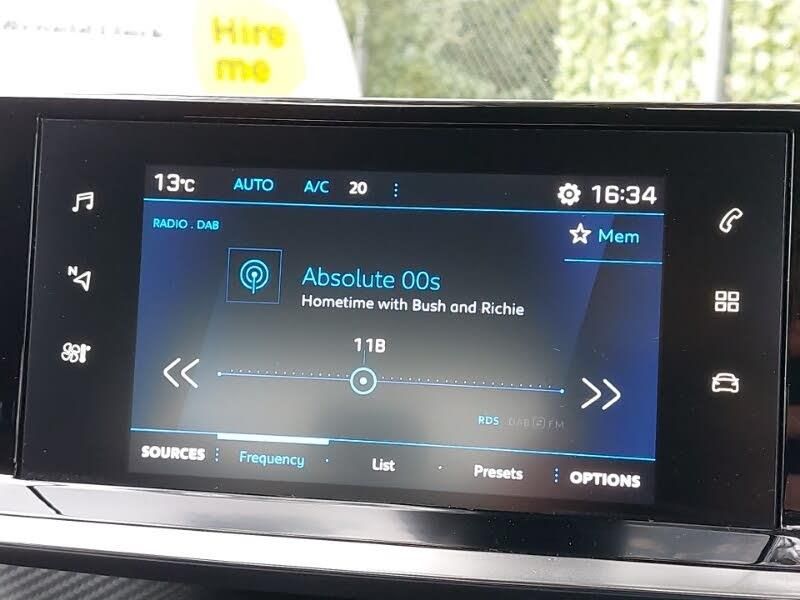 Hire
me
13°C AUTO A/C 20 16:34
RADIO . DAB
Mem
Absolute 00s
Hometime with Bush and Richie
11B
RDS DAB FM
N
SOURCES Frequency List Presets OPTIONS